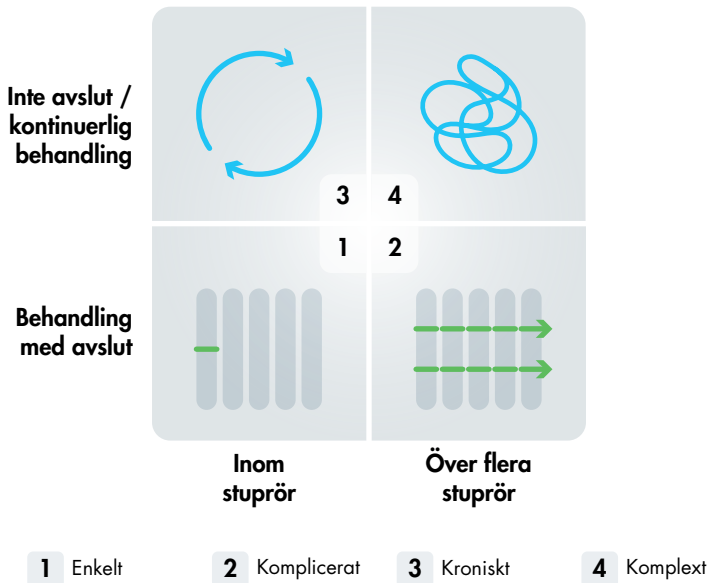 Inte avslut /
kontinuerlig
behandling
3 4
1 2
Behandling
med avslut
Inom
stuprör
Över flera
stuprör
1 Enkelt
2 Komplicerat
3 Kroniskt
4 Komplext